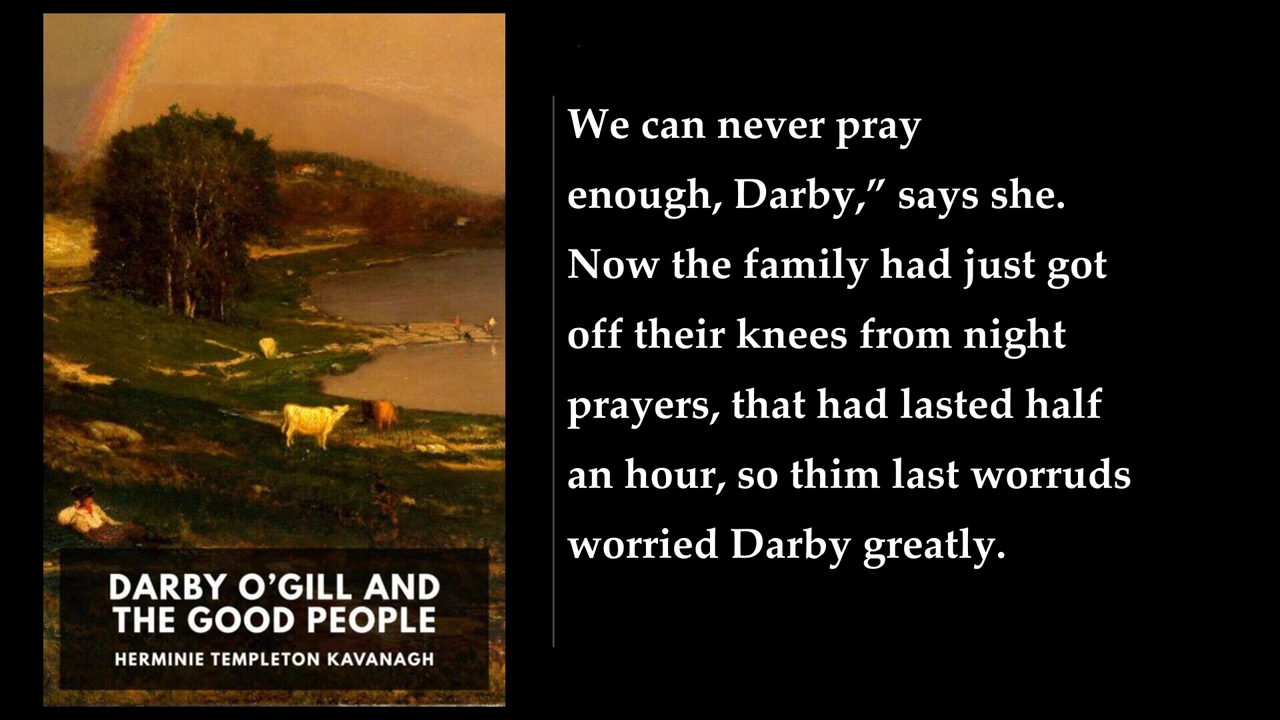 We can never pray
enough, Darby,” says she.
Now the family had just got
off their knees from night
prayers, that had lasted half
an hour, so thim last worruds
worried Darby greatly.
DARBY O’GILL AND
THE GOOD PEOPLE
HERMINIE TEMPLETON KAVANAGH